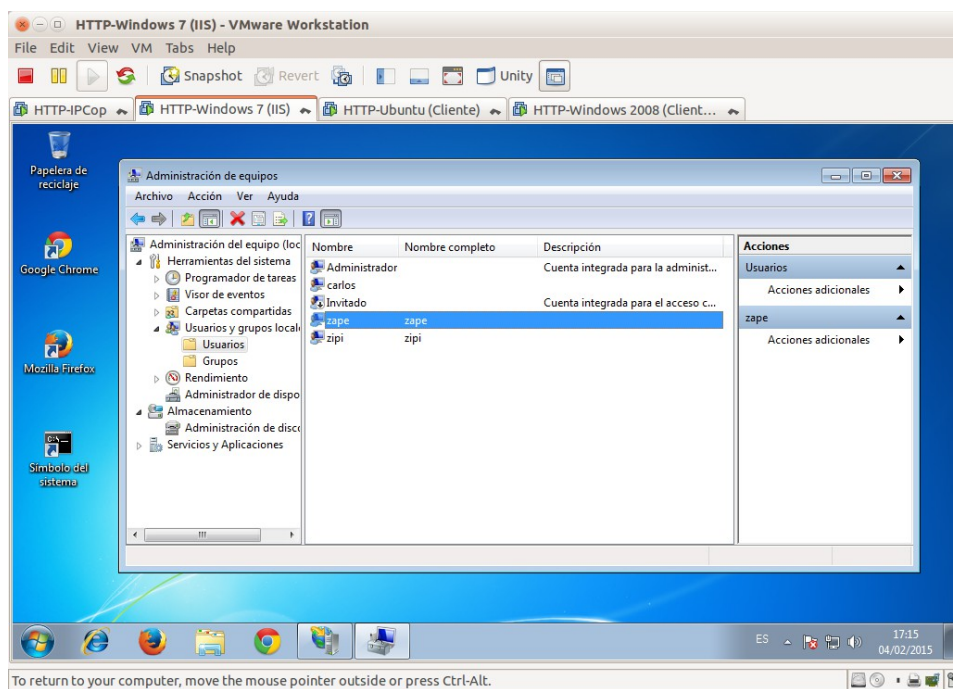 HTTP-Windows 7 (IIS) - VMware Workstation
File Edit View VM Tabs Help
Snapshot Revert Unity
HTTP-IPCop HTTP-Windows 7 (IIS) HTTP-Ubuntu (Cliente) HTTP-Windows 2008 (Client...
Papelera de
reciclaje
Google Chrome
Mozilla Firefox
Símbolo del
sistema
Administración de equipos
Archivo Acción Ver Ayuda
Administración del equipo (loc
Herramientas del sistema
Programador de tareas
Visor de eventos
Carpetas compartidas
Usuarios y grupos local
Usuarios
Grupos
Rendimiento
Administrador de dispo
Almacenamiento
Administración de disc
Servicios y Aplicaciones
Nombre Nombre completo Descripción
Administrador Cuenta integrada para la administ...
carlos
Invitado Cuenta integrada para el acceso c...
zape zape
zipi zipi
Acciones
Usuarios
Acciones adicionales
zape
Acciones adicionales
ES 17:15
04/02/2015
To return to your computer, move the mouse pointer outside or press Ctrl-Alt.